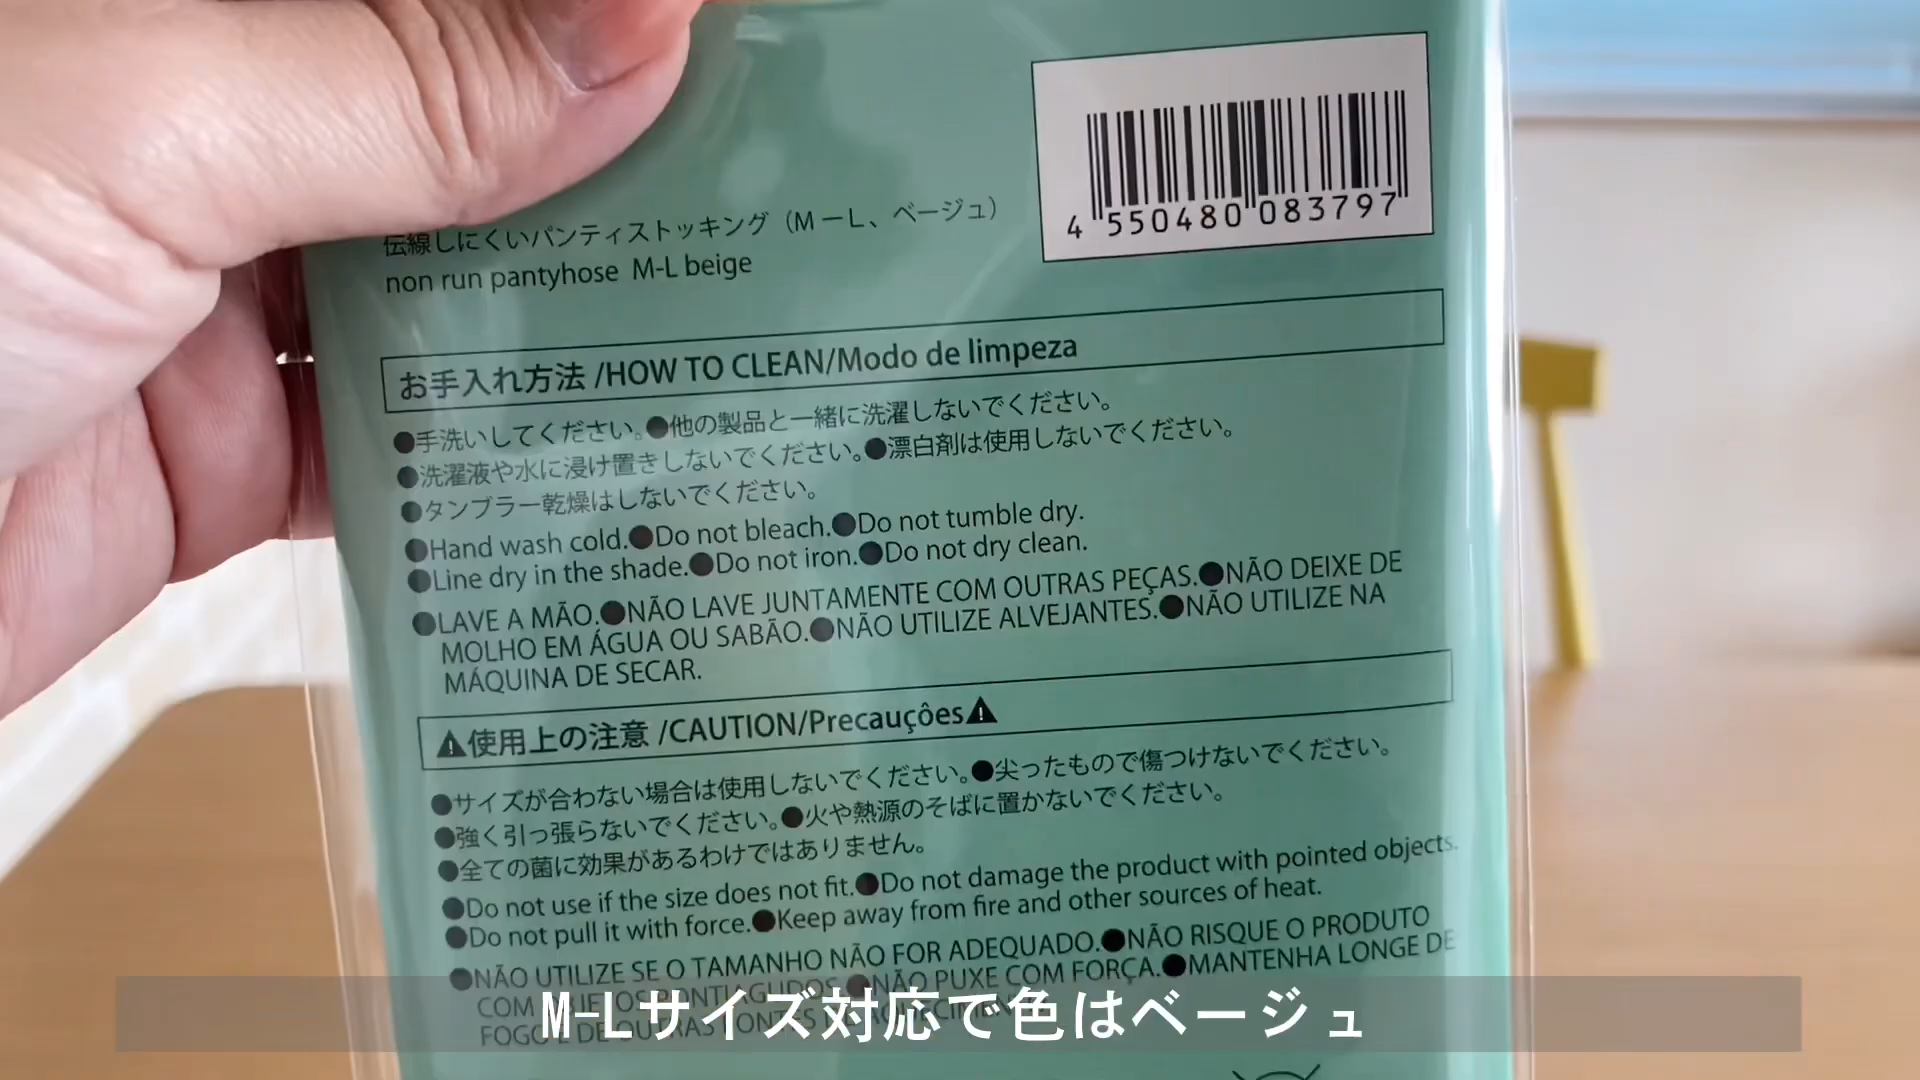 4 550480 083797
伝線しにくいパンティストッキング（M－L、ベージュ）
non run pantyhose M-L beige
お手入れ方法 /HOW TO CLEAN/Modo de limpeza
●手洗いしてください。●他の製品と一緒に洗濯しないでください。
●洗濯液や水に浸け置きしないでください。●漂白剤は使用しないでください。
●タンブラー乾燥はしないでください。
●Hand wash cold.●Do not bleach.●Do not tumble dry.
●Line dry in the shade.●Do not iron.●Do not dry clean.
●LAVE A MÃO.●NÃO LAVE JUNTAMENTE COM OUTRAS PEÇAS.●NÃO DEIXE DE
MOLHO EM ÁGUA OU SABÃO.●NÃO UTILIZE ALVEJANTES.●NÃO UTILIZE NA
MÁQUINA DE SECAR.
⚠使用上の注意 /CAUTION/Precauções⚠
●サイズが合わない場合は使用しないでください。●尖ったもので傷つけないでください。
●強く引っ張らないでください。●火や熱源のそばに置かないでください。
●全ての菌に効果があるわけではありません。
●Do not use if the size does not fit.●Do not damage the product with pointed objects.
●Do not pull it with force.●Keep away from fire and other sources of heat.
●NÃO UTILIZE SE O TAMANHO NÃO FOR ADEQUADO.●NÃO RISQUE O PRODUTO
COM OBJETOS PONTIAGUDOS.●NÃO PUXE COM FORÇA.●MANTENHA LONGE DE
FOGO E DE OUTRAS FONTES
M-Lサイズ対応で色はベージュ